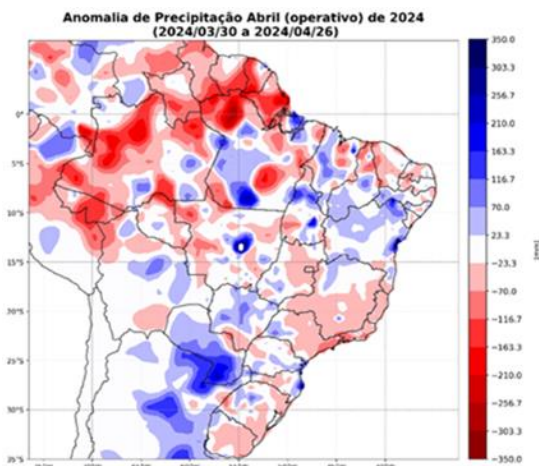 Anomalia de Precipitação Abril (operativo) de 2024
(2024/03/30 a 2024/04/26)
350.0
303.3
256.7
210.0
163.3
116.7
70.0
23.3
−23.3
−70.0
−116.7
−163.3
−210.0
−256.7
−303.3
−350.0
0°
5°S
10°S
15°S
20°S
25°S
30°S
35°S